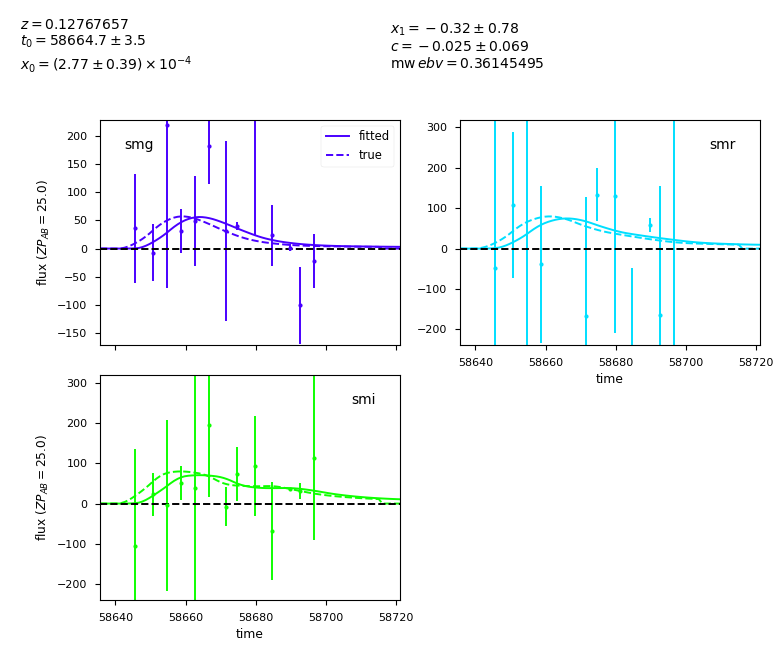 z = 0.12767657
t0 = 58664.7 ± 3.5
x0 = (2.77 ± 0.39) × 10^−4
x1 = −0.32 ± 0.78
c = −0.025 ± 0.069
mw ebv = 0.36145495
smg
fitted
true
200
150
100
50
0
−50
−100
−150
flux (ZP_AB = 25.0)
smr
300
200
100
0
−100
−200
58640 58660 58680 58700 58720
time
smi
300
200
100
0
−100
−200
flux (ZP_AB = 25.0)
58640 58660 58680 58700 58720
time